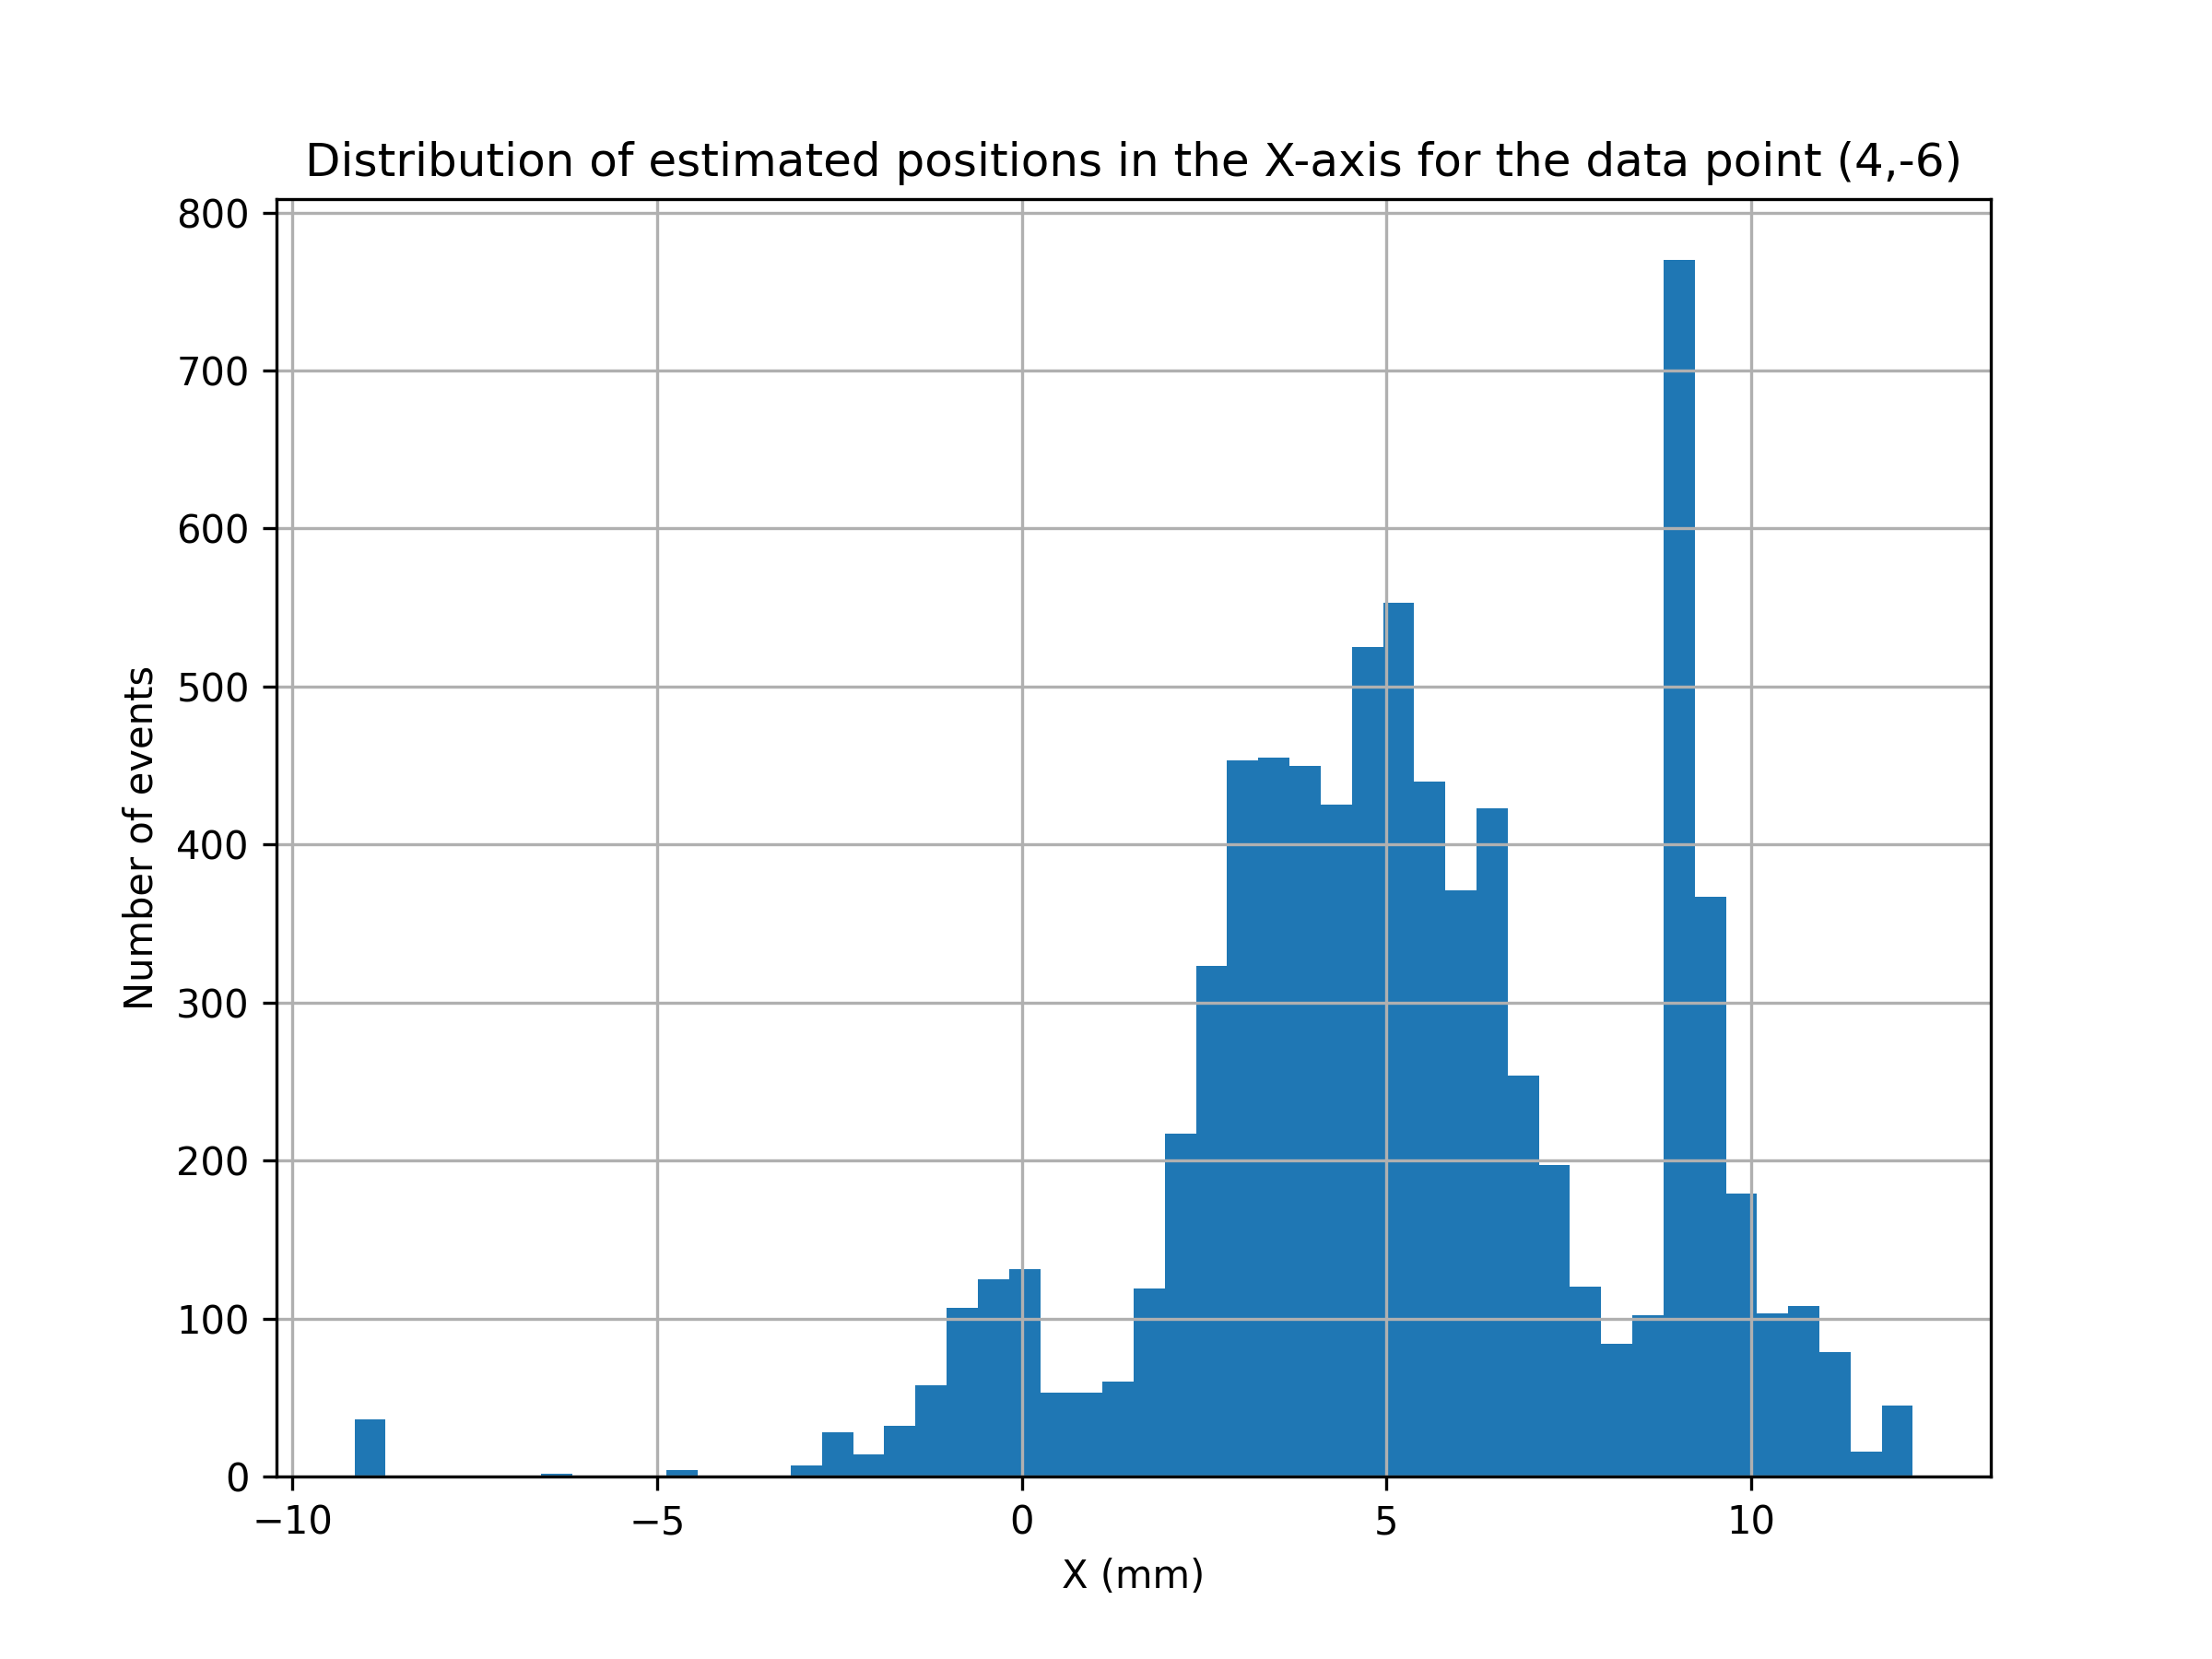 Distribution of estimated positions in the X-axis for the data point (4,-6)
800
700
600
500
400
300
200
100
0
Number of events
−10 −5 0 5 10
X (mm)